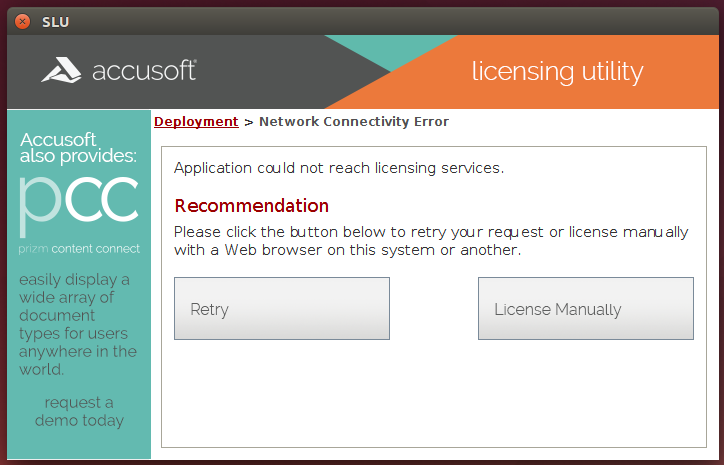 SLU
accusoft®
licensing utility
Deployment > Network Connectivity Error
Accusoft
also provides:
pcc
prizm content connect
easily display a
wide array of
document
types for users
anywhere in the
world.
request a
demo today
Application could not reach licensing services.
Recommendation
Please click the button below to retry your request or license manually
with a Web browser on this system or another.
Retry
License Manually